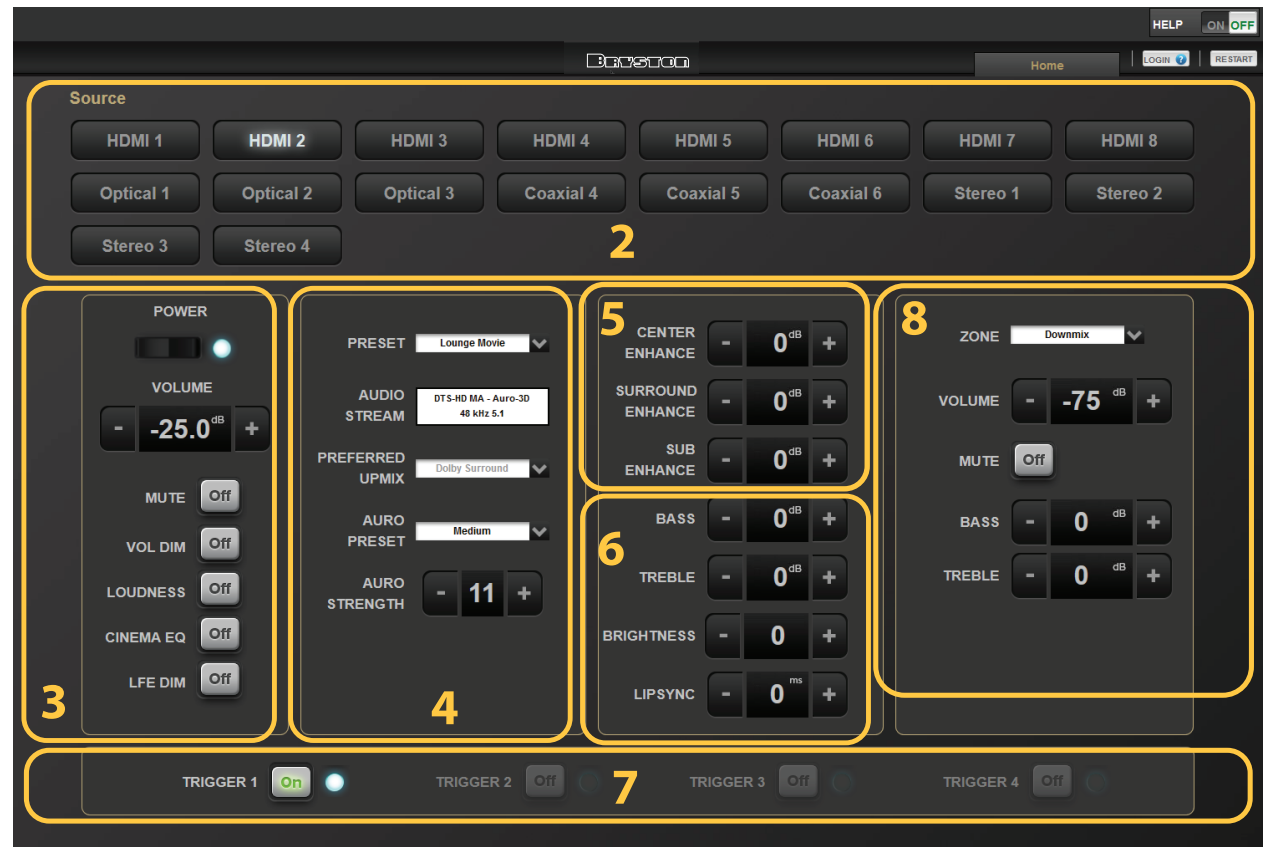 HELP ON OFF
BRYSTON
Home LOGIN ? RESTART
Source
HDMI 1 HDMI 2 HDMI 3 HDMI 4 HDMI 5 HDMI 6 HDMI 7 HDMI 8
Optical 1 Optical 2 Optical 3 Coaxial 4 Coaxial 5 Coaxial 6 Stereo 1 Stereo 2
Stereo 3 Stereo 4
2
3
POWER
VOLUME
- -25.0 dB +
MUTE Off
VOL DIM Off
LOUDNESS Off
CINEMA EQ Off
LFE DIM Off
4
PRESET Lounge Movie
AUDIO
STREAM
DTS-HD MA - Auro-3D
48 kHz 5.1
PREFERRED
UPMIX
Dolby Surround
AURO
PRESET
Medium
AURO
STRENGTH
- 11 +
5
CENTER
ENHANCE
- 0 dB +
SURROUND
ENHANCE
- 0 dB +
SUB
ENHANCE
- 0 dB +
6
BASS - 0 dB +
TREBLE - 0 dB +
BRIGHTNESS - 0 +
LIPSYNC - 0 ms +
8
ZONE Downmix
VOLUME - -75 dB +
MUTE Off
BASS - 0 dB +
TREBLE - 0 dB +
TRIGGER 1 On TRIGGER 2 Off 7 TRIGGER 3 Off TRIGGER 4 Off